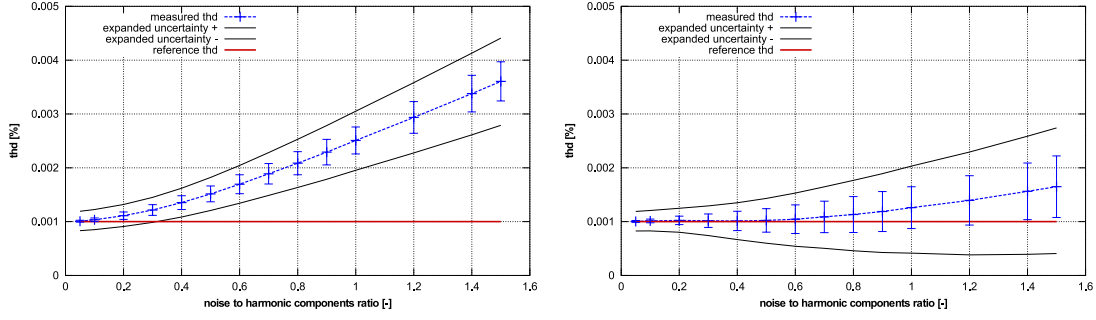 0.005
0.004
0.003
0.002
0.001
0
thd [%]
measured thd
expanded uncertainty +
expanded uncertainty -
reference thd
0
0.2
0.4
0.6
0.8
1
1.2
1.4
1.6
noise to harmonic components ratio [-]
0.005
0.004
0.003
0.002
0.001
0
thd [%]
measured thd
expanded uncertainty +
expanded uncertainty -
reference thd
0
0.2
0.4
0.6
0.8
1
1.2
1.4
1.6
noise to harmonic components ratio [-]